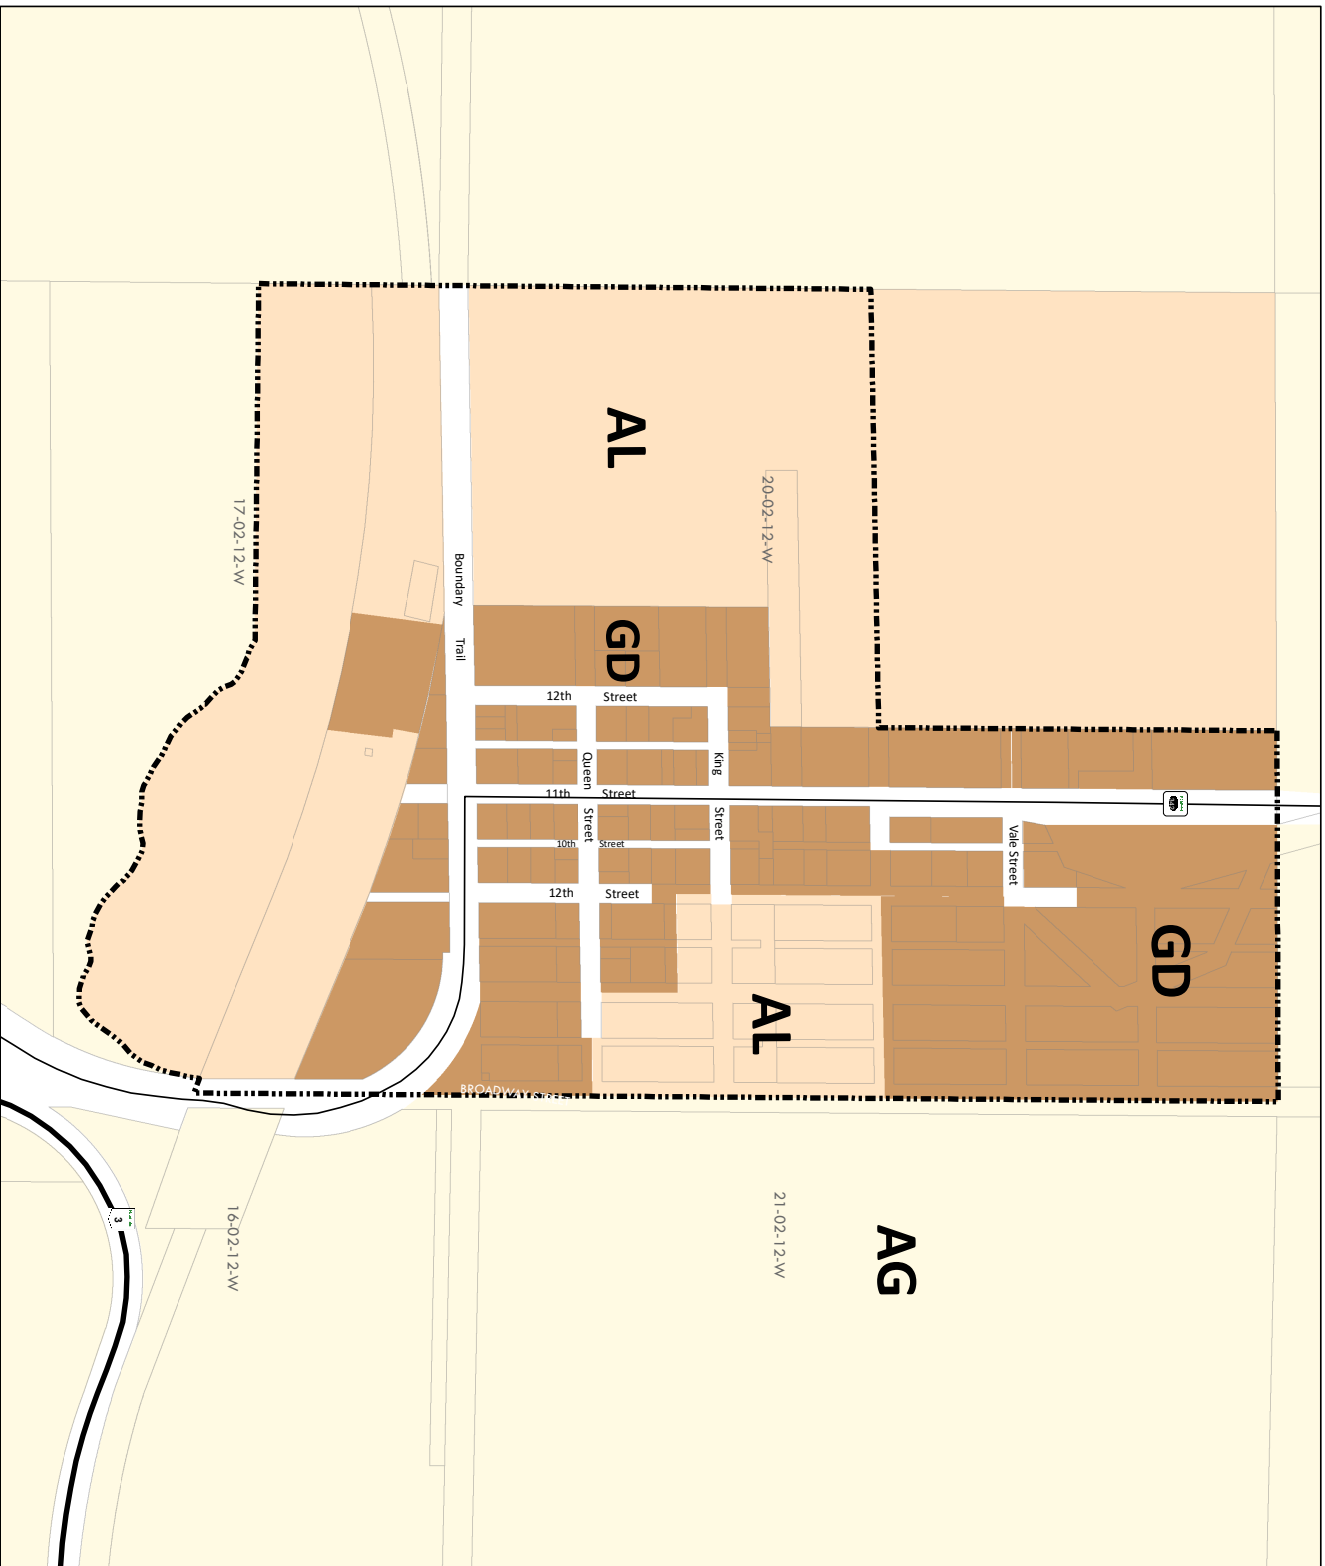 AL
20-02-12-W
17-02-12-W
Boundary Trail
GD
12th Street
Queen Street
King Street
11th Street
10th Street
Vale Street
12th Street
GD
AL
BROADWAY
21-02-12-W
16-02-12-W
AG
3